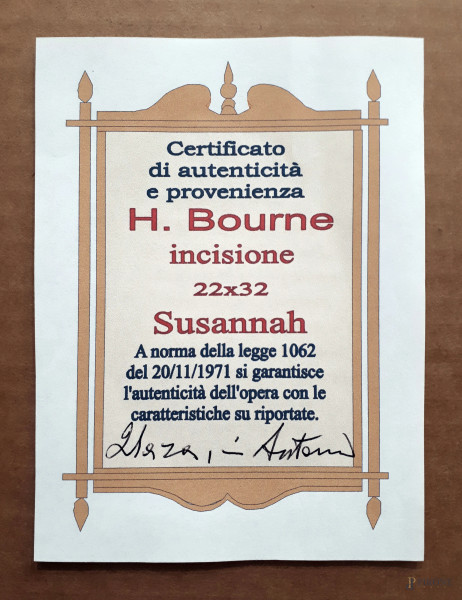 Certificato
di autenticità
e provenienza
H. Bourne
incisione
22x32
Susannah
A norma della legge 1062
del 20/11/1971 si garantisce
l'autenticità dell'opera con le
caratteristiche su riportate.